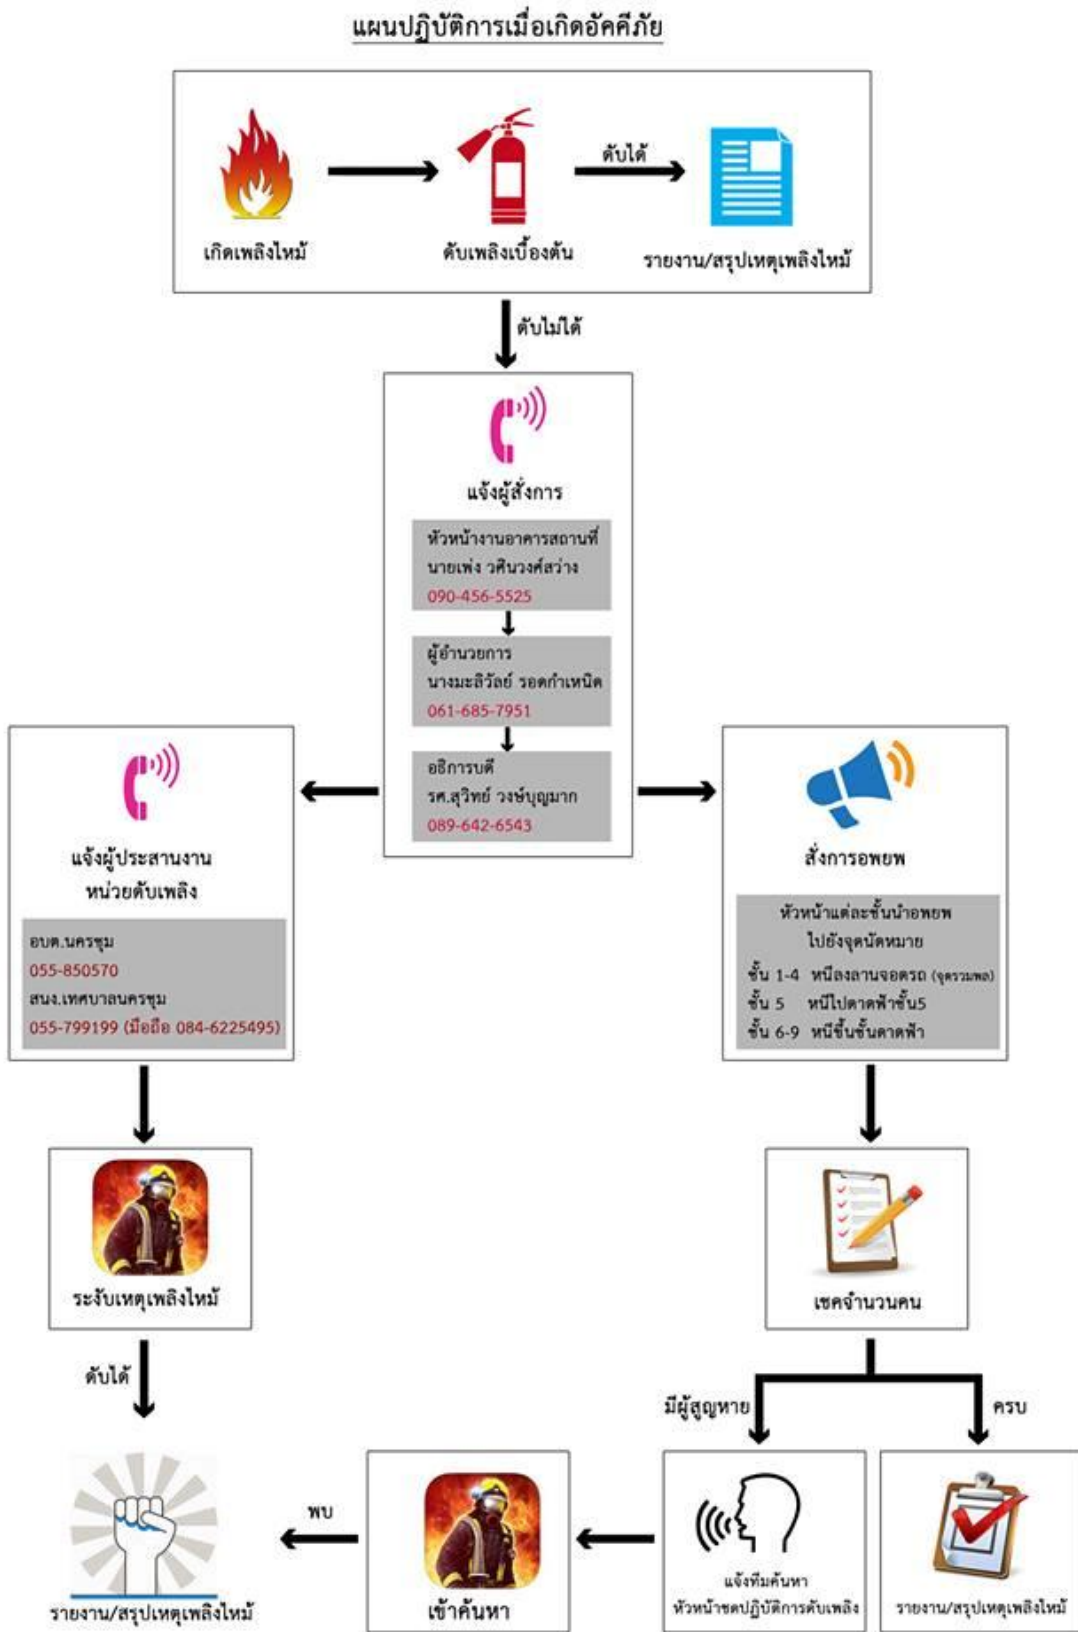 แผนปฏิบัติการเมื่อเกิดอัคคีภัย
เกิดเพลิงไหม้
ดับเพลิงเบื้องต้น
ดับได้
รายงาน/สรุปเหตุเพลิงไหม้
ดับไม่ได้
แจ้งผู้สั่งการ
หัวหน้างานอาคารสถานที่
นายเพ่ง วศินวงศ์สว่าง
090-456-5525
ผู้อำนวยการ
นางมะลิวัลย์ รอดกำเหนิด
061-685-7951
อธิการบดี
รศ.สุวิทย์ วงษ์บุญมาก
089-642-6543
แจ้งผู้ประสานงาน
หน่วยดับเพลิง
อบต.นครชุม
055-850570
สนง.เทศบาลนครชุม
055-799199 (มือถือ 084-6225495)
สั่งการอพยพ
หัวหน้าแต่ละชั้นนำอพยพ
ไปยังจุดนัดหมาย
ชั้น 1-4 หนีลงลานจอดรถ (จุดรวมพล)
ชั้น 5 หนีไปดาดฟ้าชั้น5
ชั้น 6-9 หนีขึ้นชั้นดาดฟ้า
ระงับเหตุเพลิงไหม้
เชคจำนวนคน
ดับได้
มีผู้สูญหาย
ครบ
รายงาน/สรุปเหตุเพลิงไหม้
พบ
เข้าค้นหา
แจ้งทีมค้นหา
หัวหน้าชุดปฏิบัติการดับเพลิง
รายงาน/สรุปเหตุเพลิงไหม้